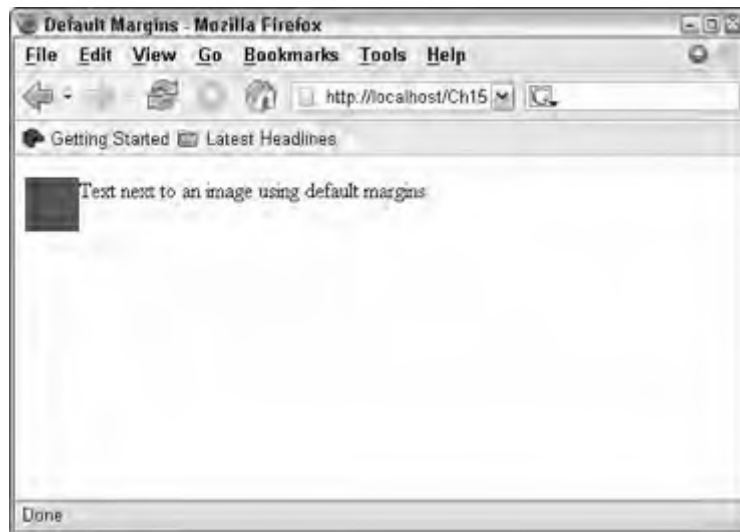 Default Margins - Mozilla Firefox
File Edit View Go Bookmarks Tools Help
http://localhost/Ch15
Getting Started Latest Headlines
Text next to an image using default margins
Done